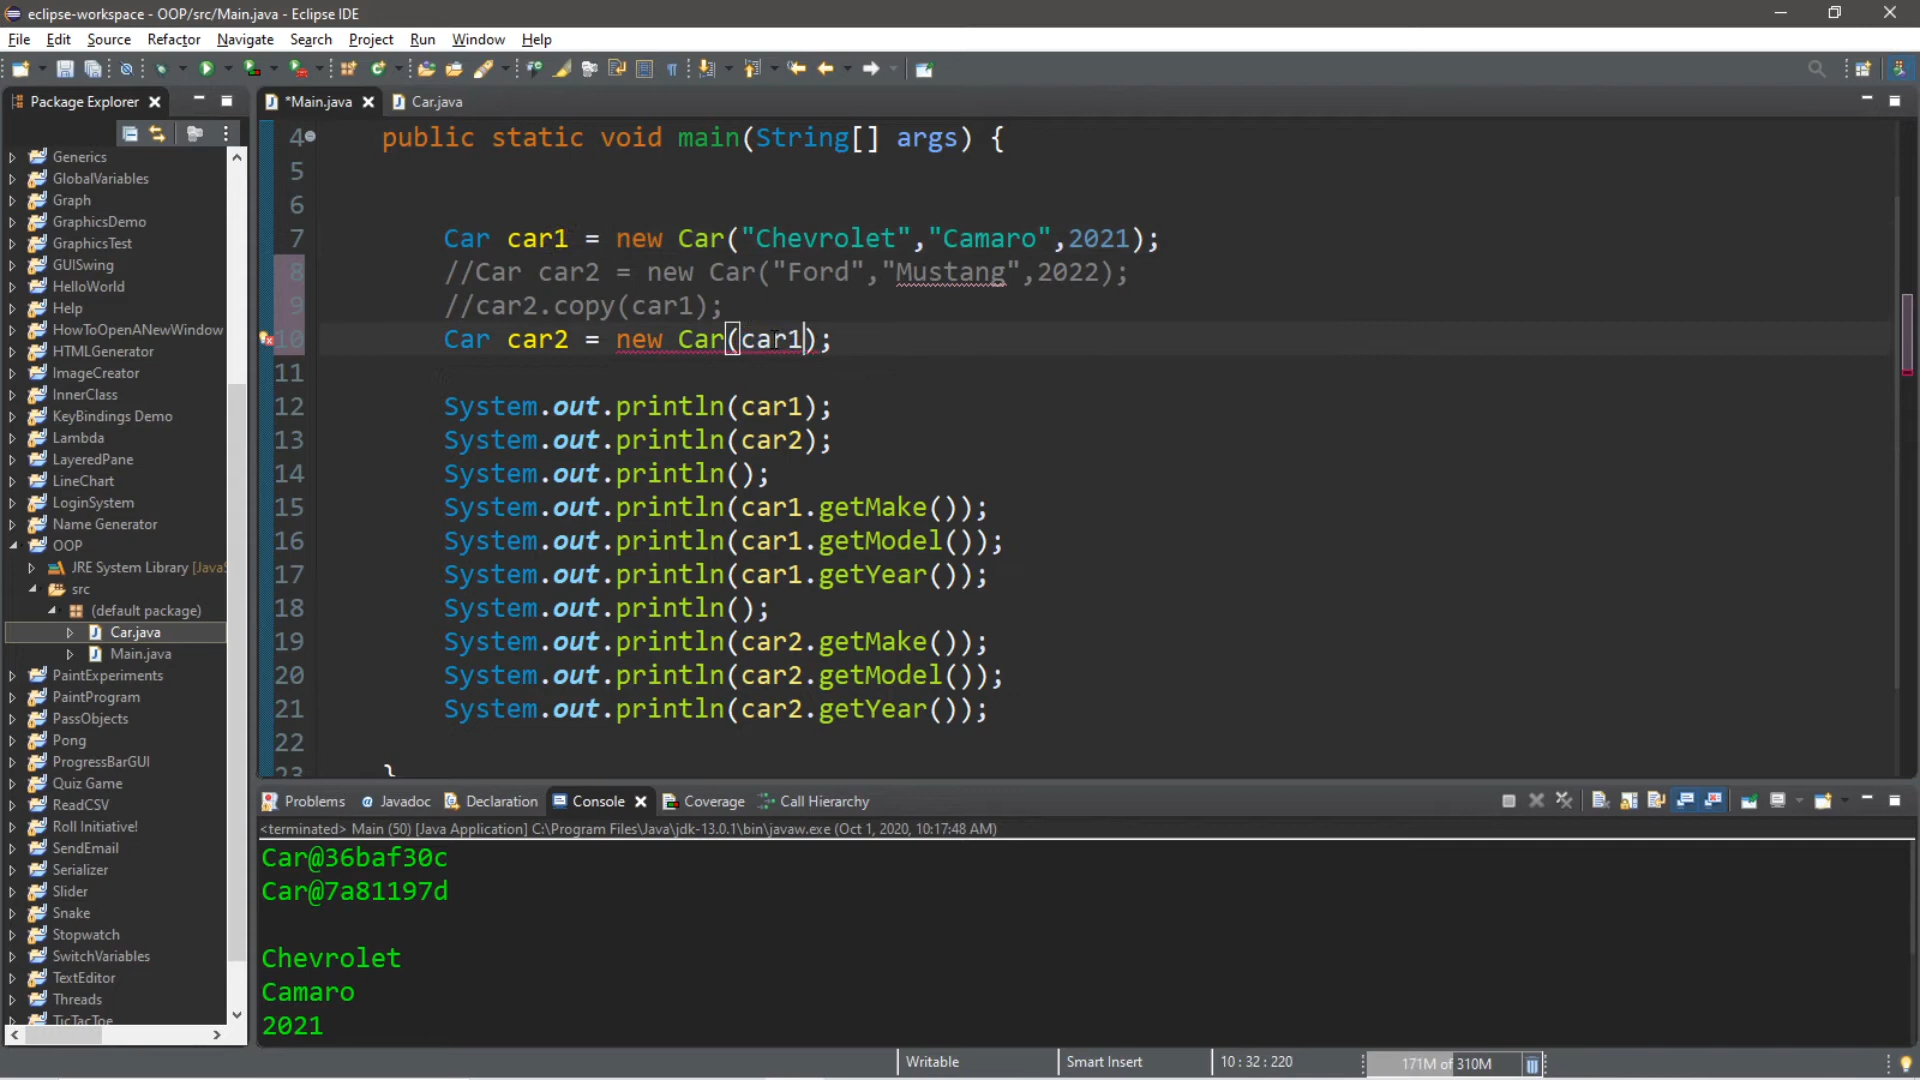 eclipse-workspace - OOP/src/Main.java - Eclipse IDE
File Edit Source Refactor Navigate Search Project Run Window Help
Package Explorer
*Main.java Car.java
Generics
GlobalVariables
Graph
GraphicsDemo
GraphicsTest
GUISwing
HelloWorld
Help
HowToOpenANewWindow
HTMLGenerator
ImageCreator
InnerClass
KeyBindings Demo
Lambda
LayeredPane
LineChart
LoginSystem
Name Generator
OOP
JRE System Library [JavaS
src
(default package)
Car.java
Main.java
PaintExperiments
PaintProgram
PassObjects
Pong
ProgressBarGUI
Quiz Game
ReadCSV
Roll Initiative!
SendEmail
Serializer
Slider
Snake
Stopwatch
SwitchVariables
TextEditor
Threads
TicTacToe
4 public static void main(String[] args) {
5
6
7 Car car1 = new Car("Chevrolet","Camaro",2021);
8 //Car car2 = new Car("Ford","Mustang",2022);
9 //car2.copy(car1);
10 Car car2 = new Car(car1);
11
12 System.out.println(car1);
13 System.out.println(car2);
14 System.out.println();
15 System.out.println(car1.getMake());
16 System.out.println(car1.getModel());
17 System.out.println(car1.getYear());
18 System.out.println();
19 System.out.println(car2.getMake());
20 System.out.println(car2.getModel());
21 System.out.println(car2.getYear());
22
23 }
Problems @ Javadoc Declaration Console Coverage Call Hierarchy
<terminated> Main (50) [Java Application] C:\Program Files\Java\jdk-13.0.1\bin\javaw.exe (Oct 1, 2020, 10:17:48 AM)
Car@36baf30c
Car@7a81197d
Chevrolet
Camaro
2021
Writable Smart Insert 10 : 32 : 220 171M of 310M